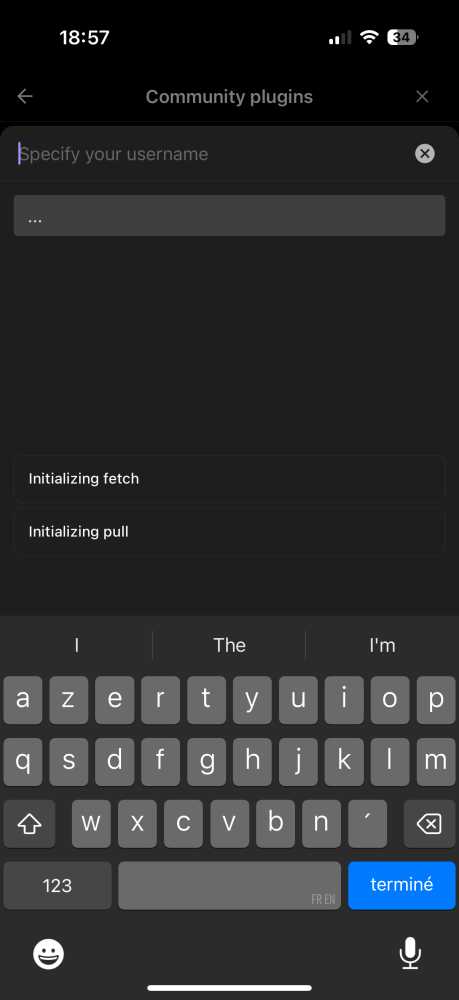 18:57
34
Community plugins
Specify your username
...
Initializing fetch
Initializing pull
I The I'm
a z e r t y u i o p
q s d f g h j k l m
w x c v b n ´
123 FR EN terminé